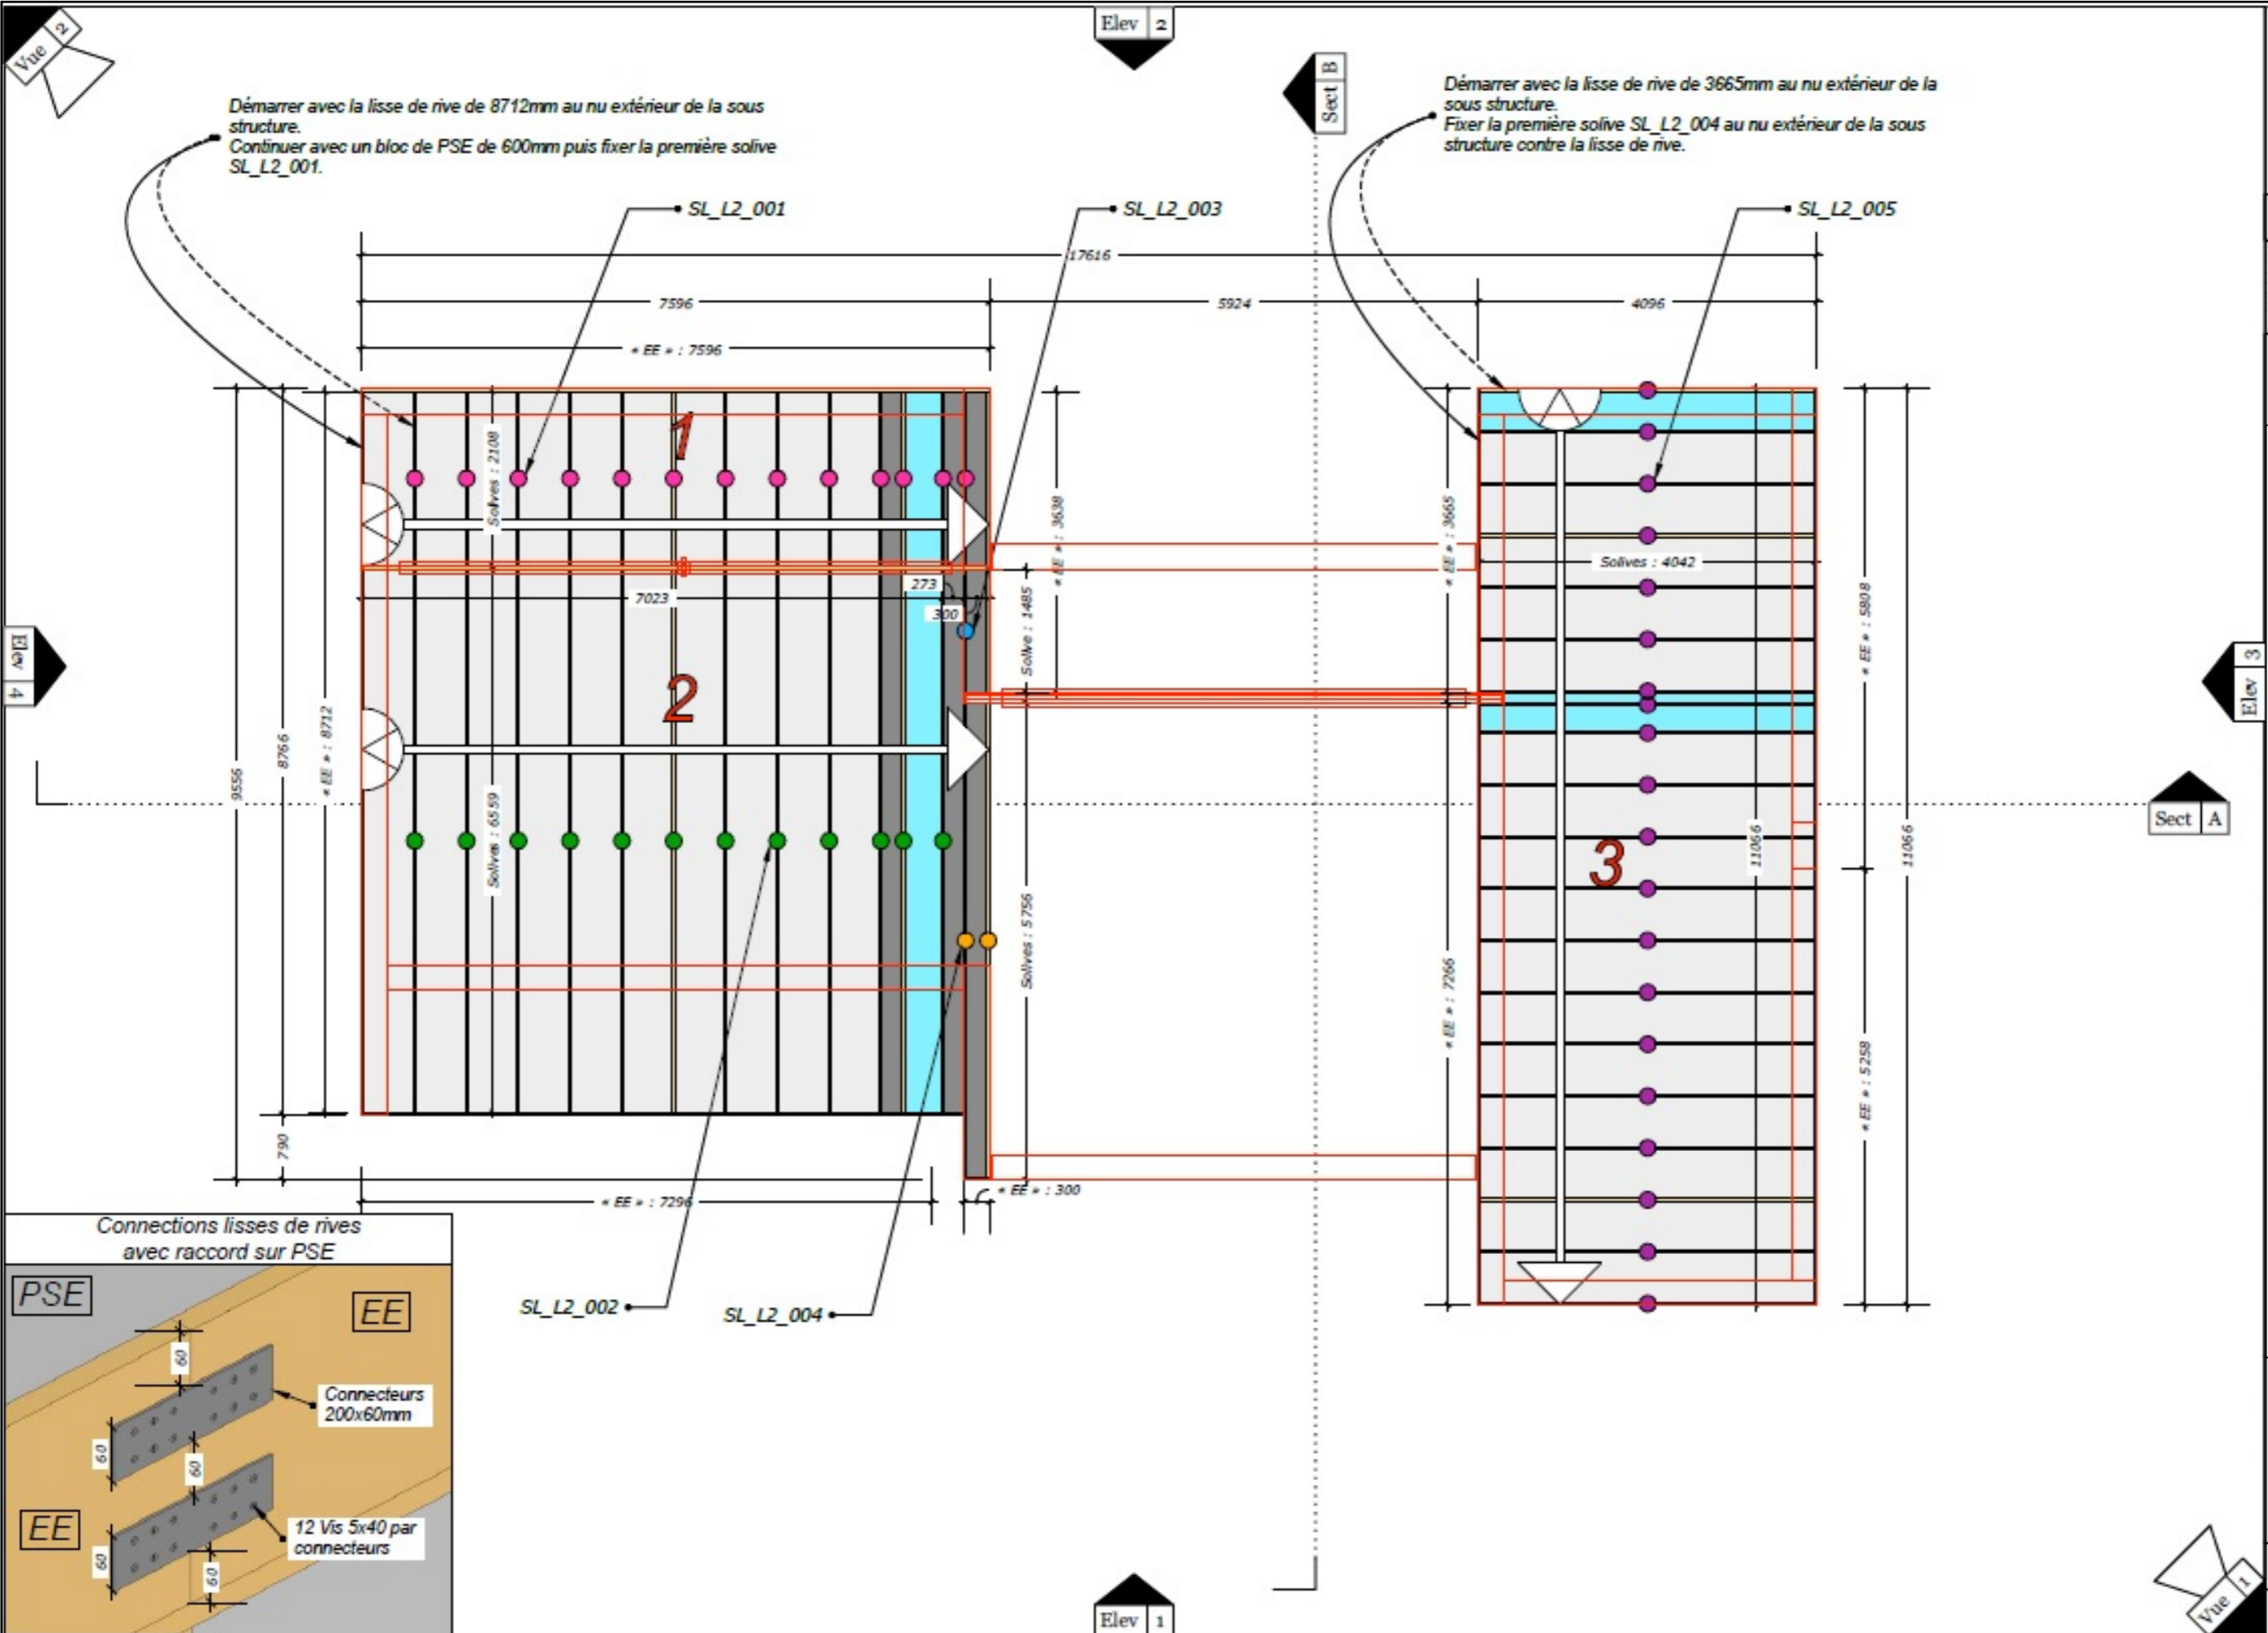 Vue 2
Elev 2
Sect B
Démarrer avec la lisse de rive de 8712mm au nu extérieur de la sous
structure.
Continuer avec un bloc de PSE de 600mm puis fixer la première solive
SL_L2_001.
Démarrer avec la lisse de rive de 3665mm au nu extérieur de la
sous structure.
Fixer la première solive SL_L2_004 au nu extérieur de la sous
structure contre la lisse de rive.
SL_L2_001
SL_L2_003
SL_L2_005
17616
7596
5924
4096
« EE » : 7596
1
Solives : 2108
« EE » : 3638
« EE » : 3665
Solives : 4042
273
7023
300
Solive : 1485
« EE » : 5808
Elev 4
Elev 3
2
9556
8766
« EE » : 8712
Solives : 6559
Sect A
3
11066
11066
Solives : 5756
« EE » : 7266
« EE » : 5258
790
« EE » : 7296
« EE » : 300
Connections lisses de rives
avec raccord sur PSE
PSE
EE
60
Connecteurs
200x60mm
60
60
EE
12 Vis 5x40 par
connecteurs
60
60
SL_L2_002
SL_L2_004
Elev 1
Vue 1